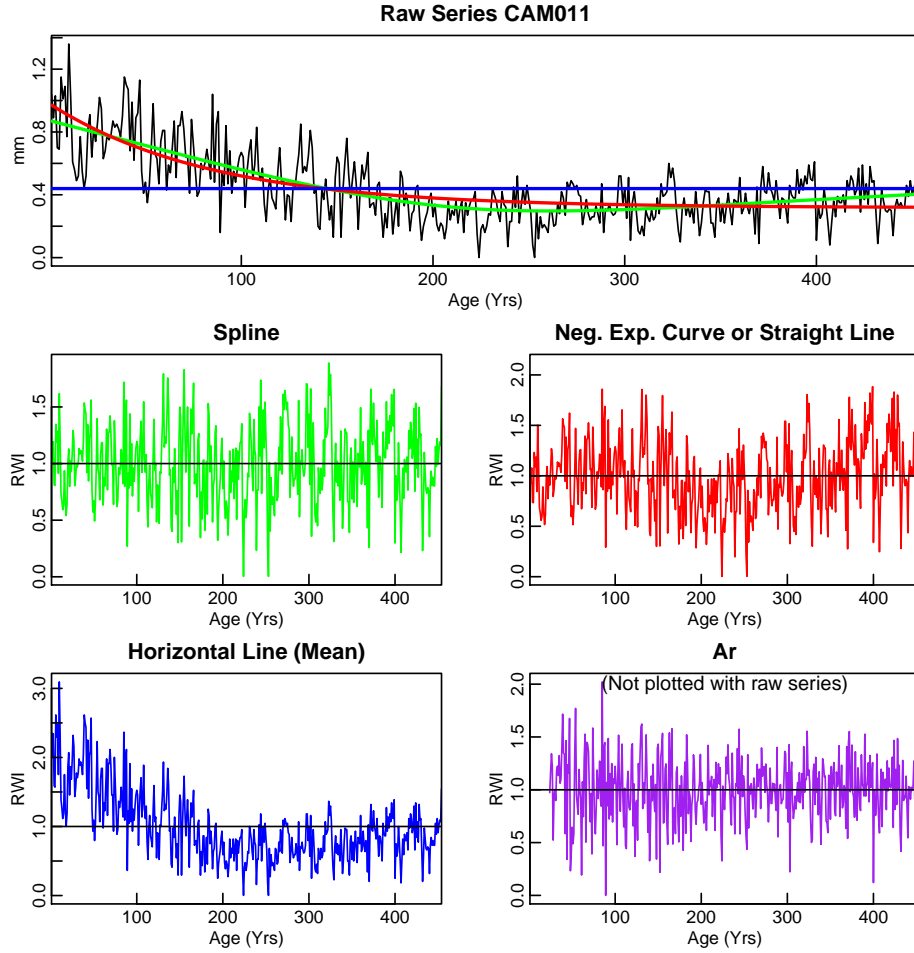 Raw Series CAM011
mm
0.0 0.4 0.8 1.2
100 200 300 400
Age (Yrs)
Spline
RWI
0.0 0.5 1.0 1.5
100 200 300 400
Age (Yrs)
Neg. Exp. Curve or Straight Line
RWI
0.0 0.5 1.0 1.5 2.0
100 200 300 400
Age (Yrs)
Horizontal Line (Mean)
RWI
0.0 1.0 2.0 3.0
100 200 300 400
Age (Yrs)
Ar
(Not plotted with raw series)
RWI
0.0 0.5 1.0 1.5 2.0
100 200 300 400
Age (Yrs)